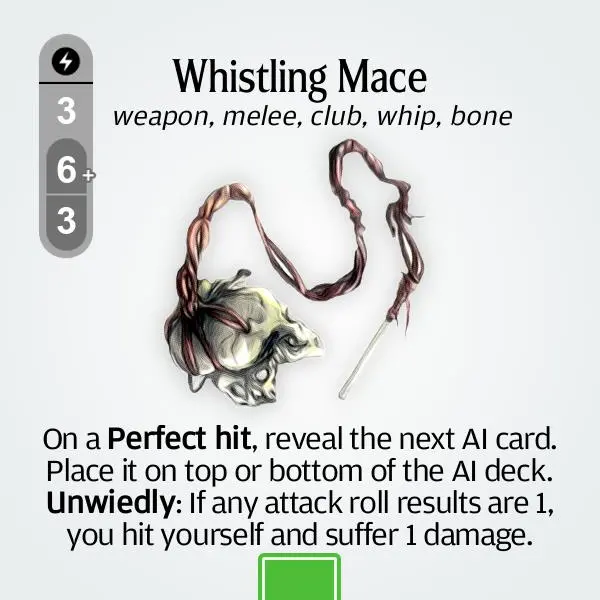 Whistling Mace
3
weapon, melee, club, whip, bone
6+
3
On a Perfect hit, reveal the next AI card.
Place it on top or bottom of the AI deck.
Unwiedly: If any attack roll results are 1,
you hit yourself and suffer 1 damage.